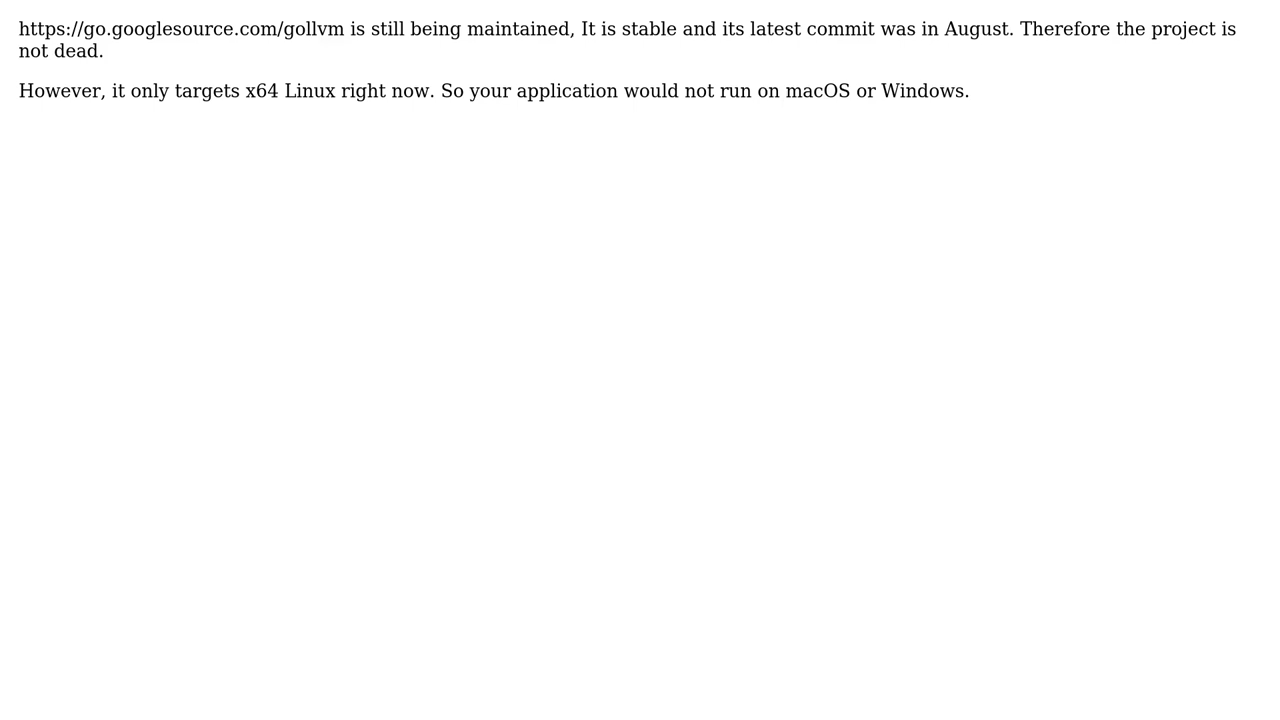 https://go.googlesource.com/gollvm is still being maintained, It is stable and its latest commit was in August. Therefore the project is
not dead.
However, it only targets x64 Linux right now. So your application would not run on macOS or Windows.